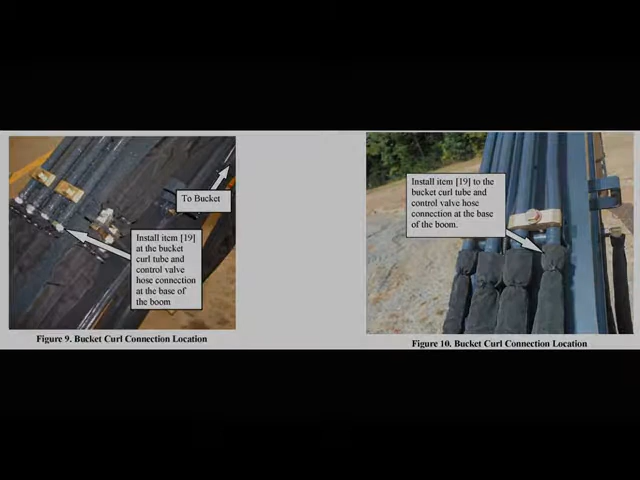 To Bucket
Install item [19]
at the bucket
curl tube and
control valve
hose connection
at the base of
the boom
Figure 9. Bucket Curl Connection Location
Install item [19] to the
bucket curl tube and
control valve hose
connection at the base
of the boom.
Figure 10. Bucket Curl Connection Location